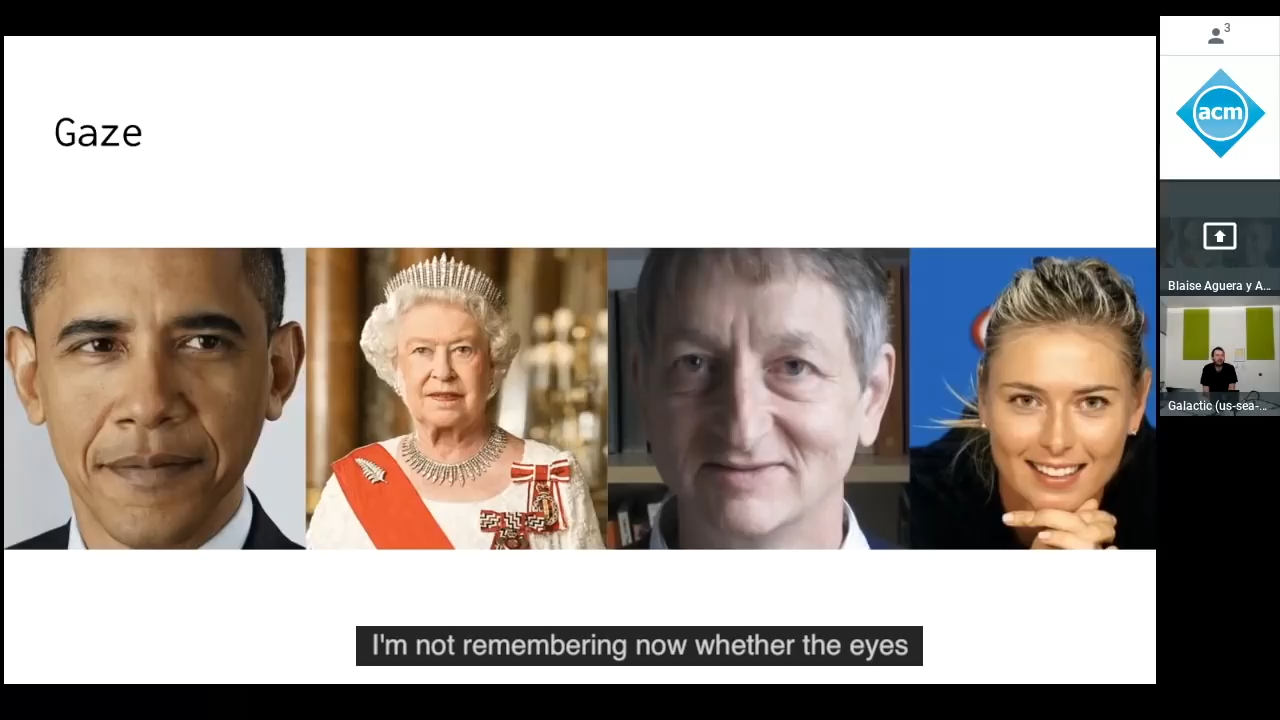 Gaze
I'm not remembering now whether the eyes
3
acm
Blaise Aguera y A...
Galactic (us-sea-...